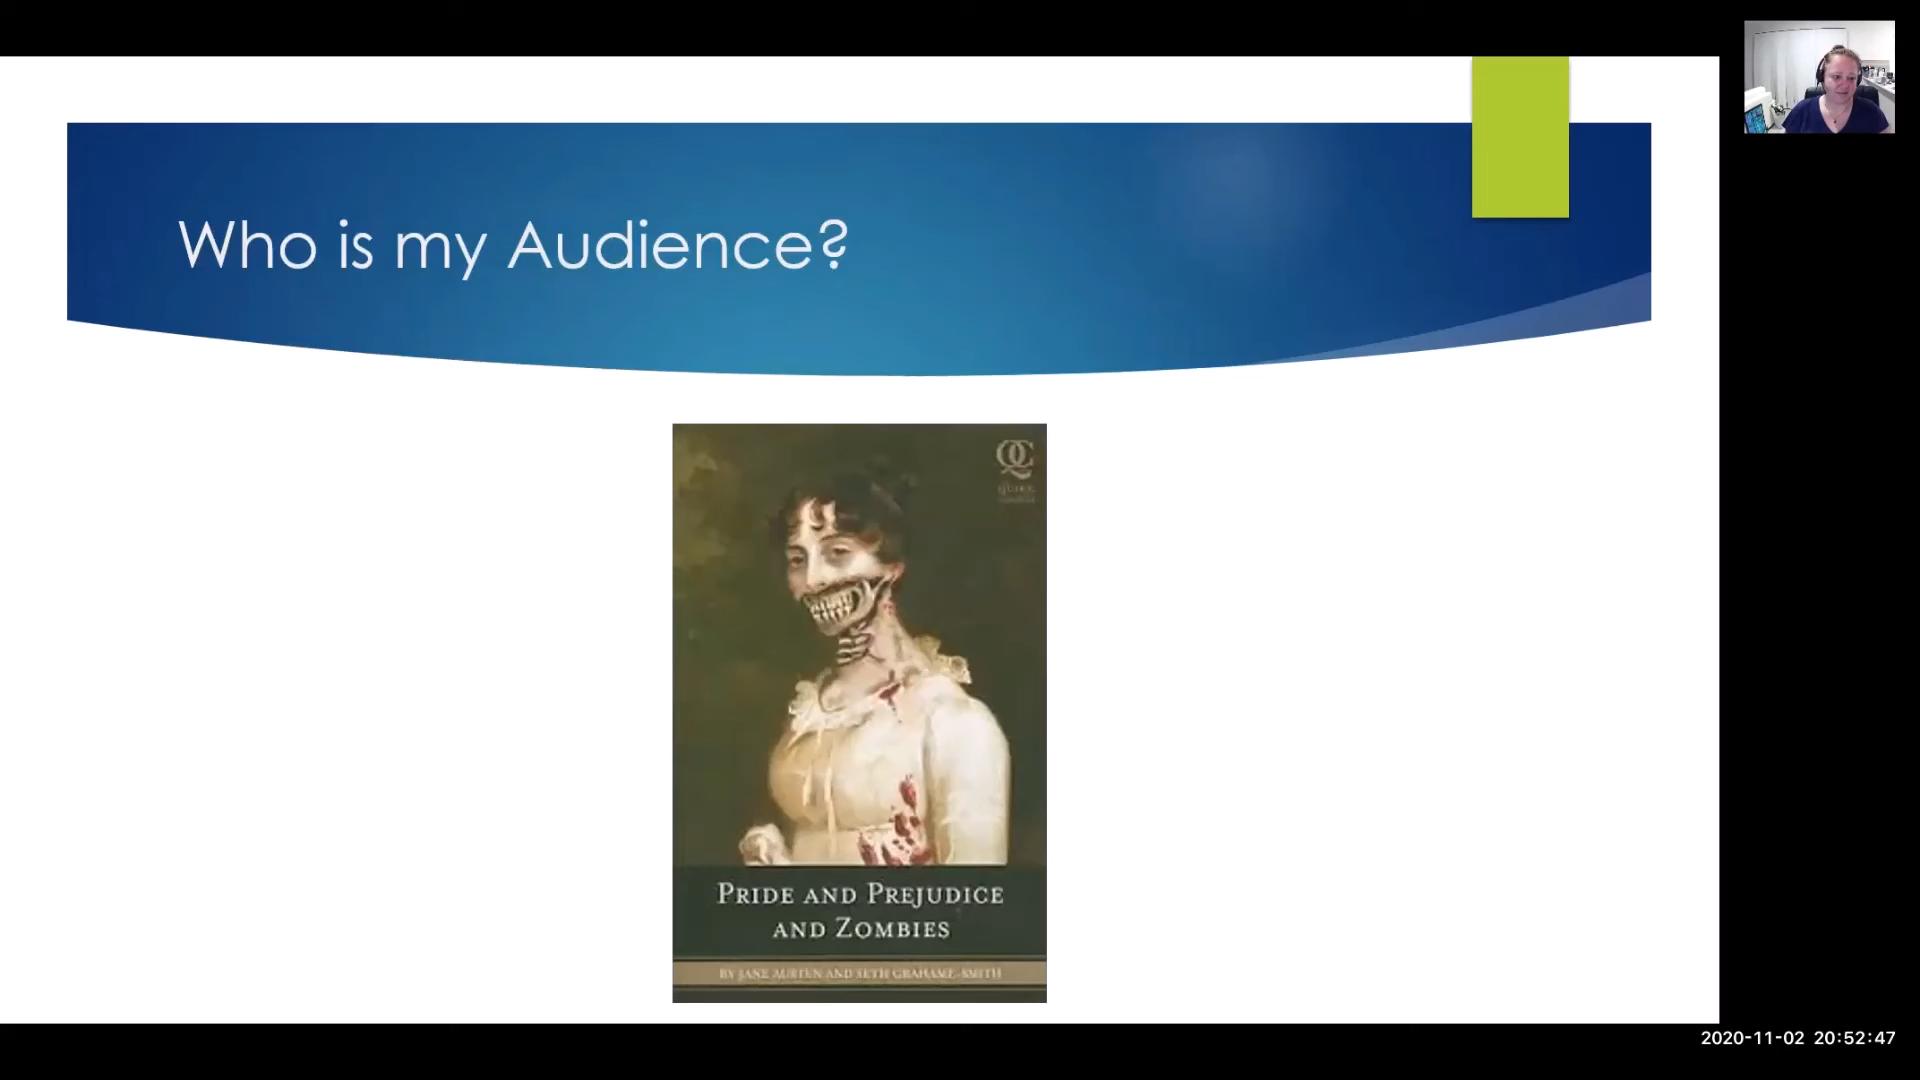 Who is my Audience?
QUIRK
PRIDE AND PREJUDICE
AND ZOMBIES
BY JANE AUSTEN AND SETH GRAHAME-SMITH
2020-11-02 20:52:47